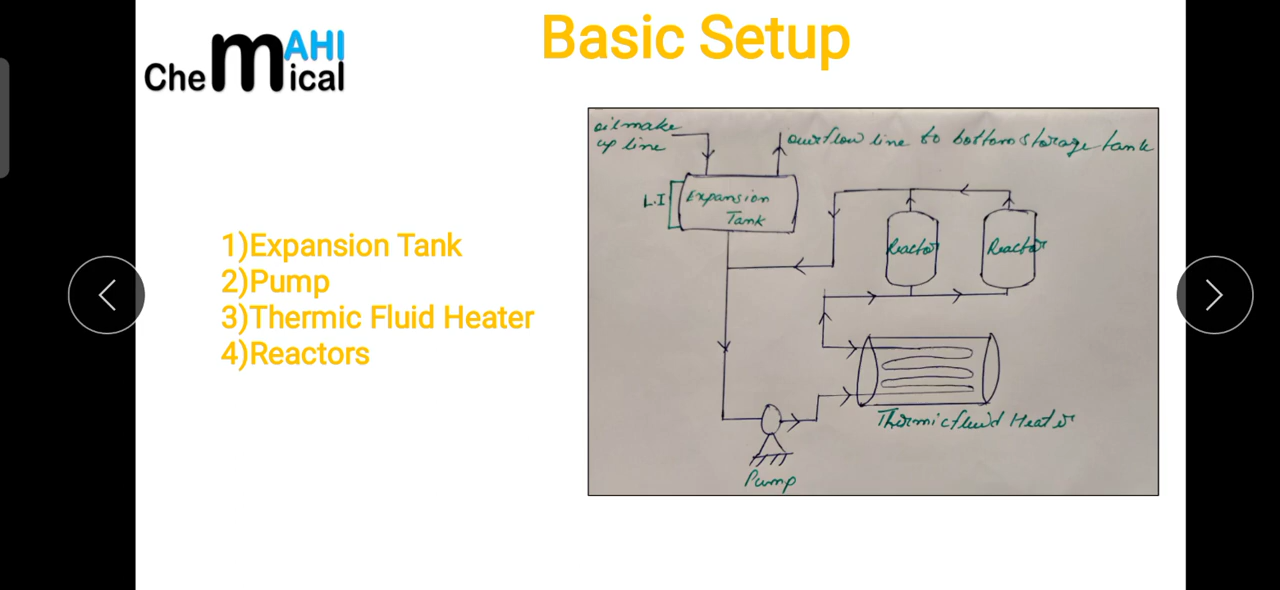 Basic Setup
CheMAHIical
1)Expansion Tank
2)Pump
3)Thermic Fluid Heater
4)Reactors
oil make
up line
overflow line to bottom storage tank
L.I
Expansion
Tank
Reactor
Reactor
Thermic fluid Heater
Pump